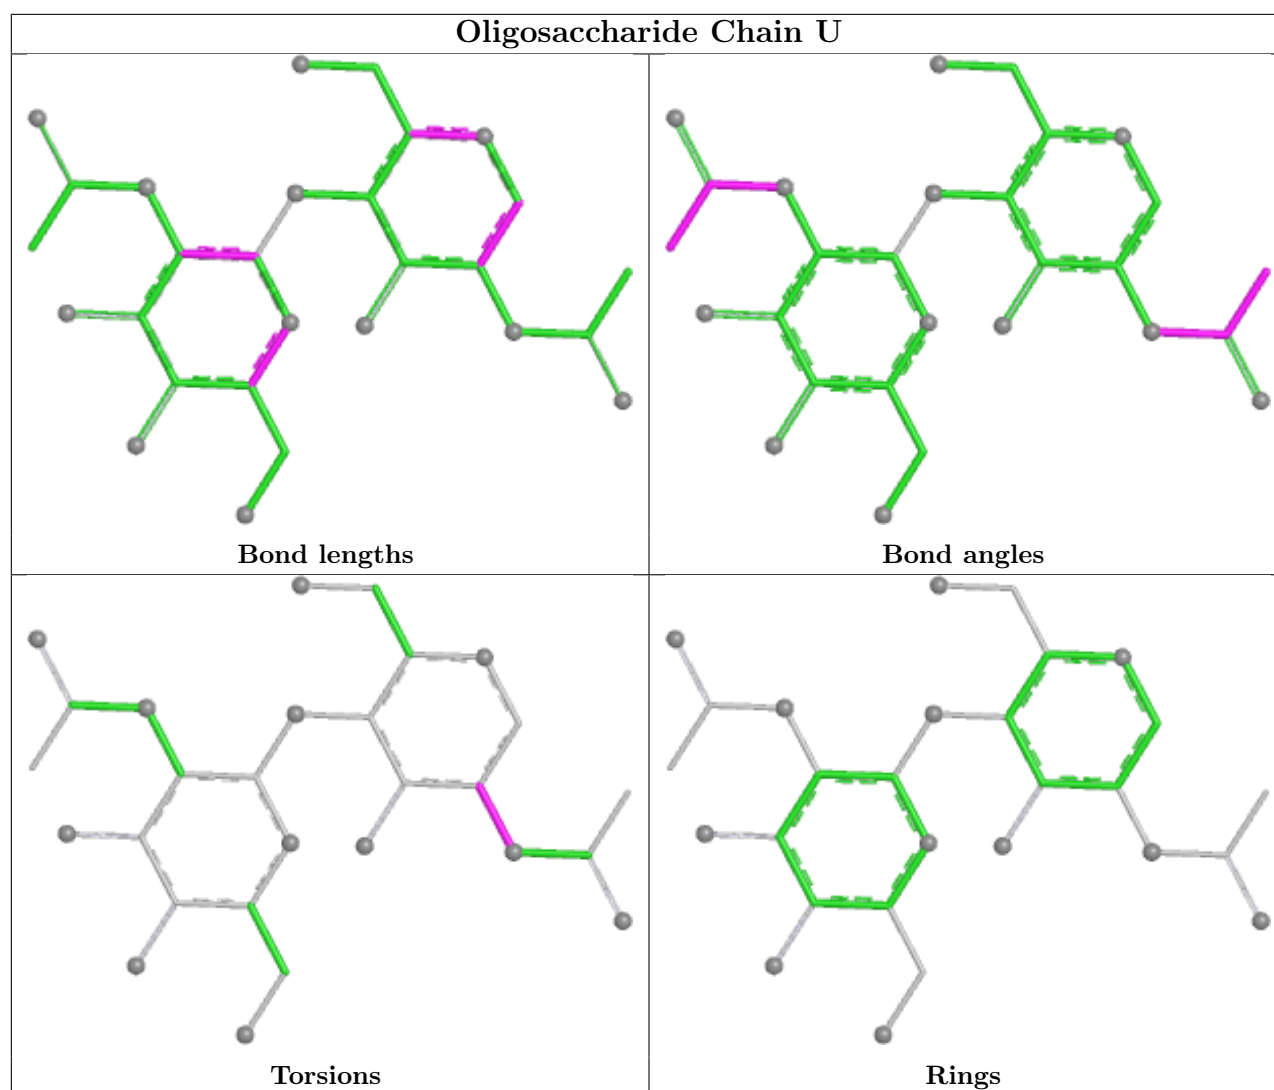 Oligosaccharide Chain U
Bond lengths
Bond angles
Torsions
Rings